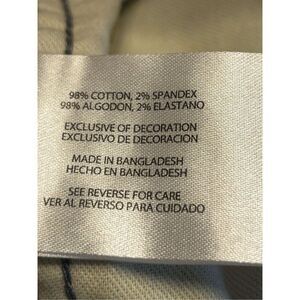 98% COTTON, 2% SPANDEX
98% ALGODON, 2% ELASTANO
EXCLUSIVE OF DECORATION
EXCLUSIVO DE DECORACION
MADE IN BANGLADESH
HECHO EN BANGLADESH
SEE REVERSE FOR CARE
VER AL REVERSO PARA CUIDADO